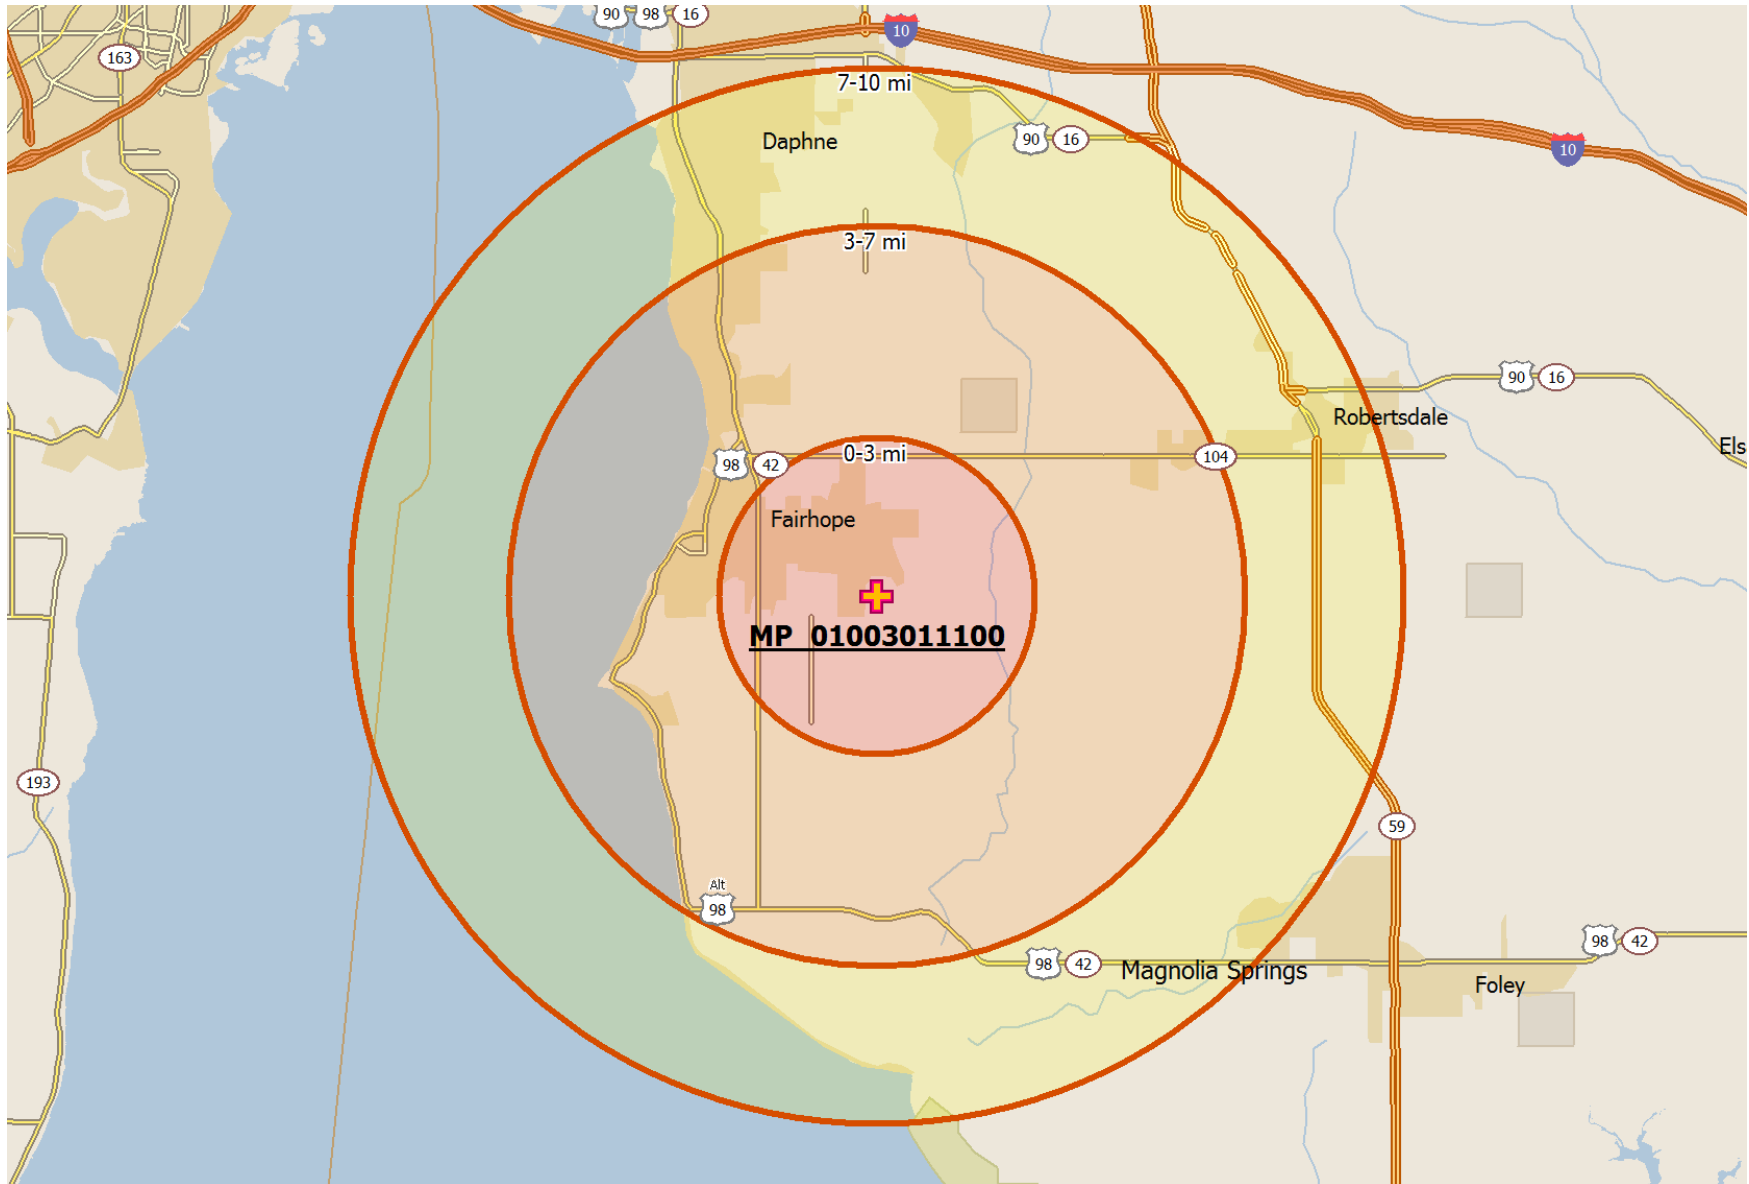 90
98
16
10
163
7-10 mi
Daphne
90
16
10
3-7 mi
90
16
Robertsdale
Els
0-3 mi
98
42
104
Fairhope
MP 01003011100
193
59
Alt
98
98
42
98
42
Magnolia Springs
Foley